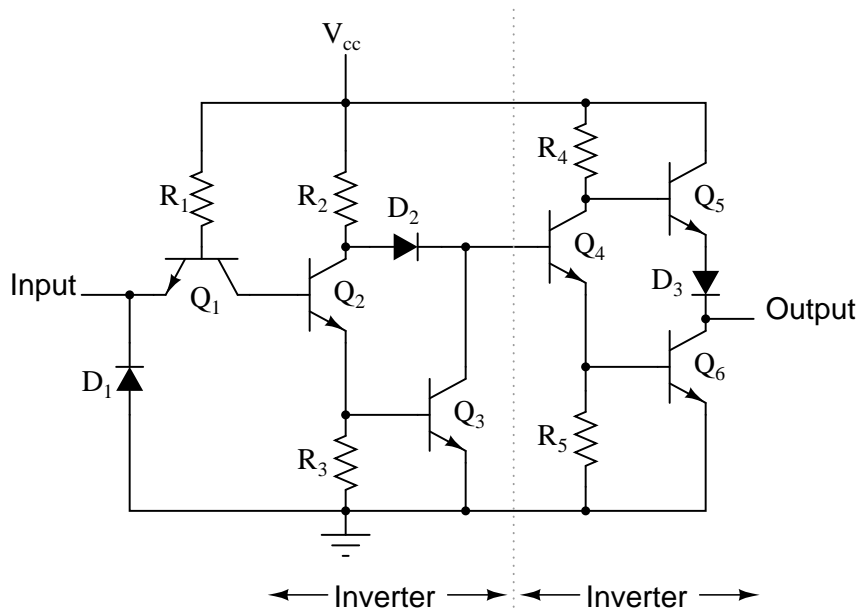 Vcc
R1
R2
D2
R4
Q5
Input
Q1
Q2
Q4
D3
Output
D1
Q3
Q6
R3
R5
Inverter
Inverter